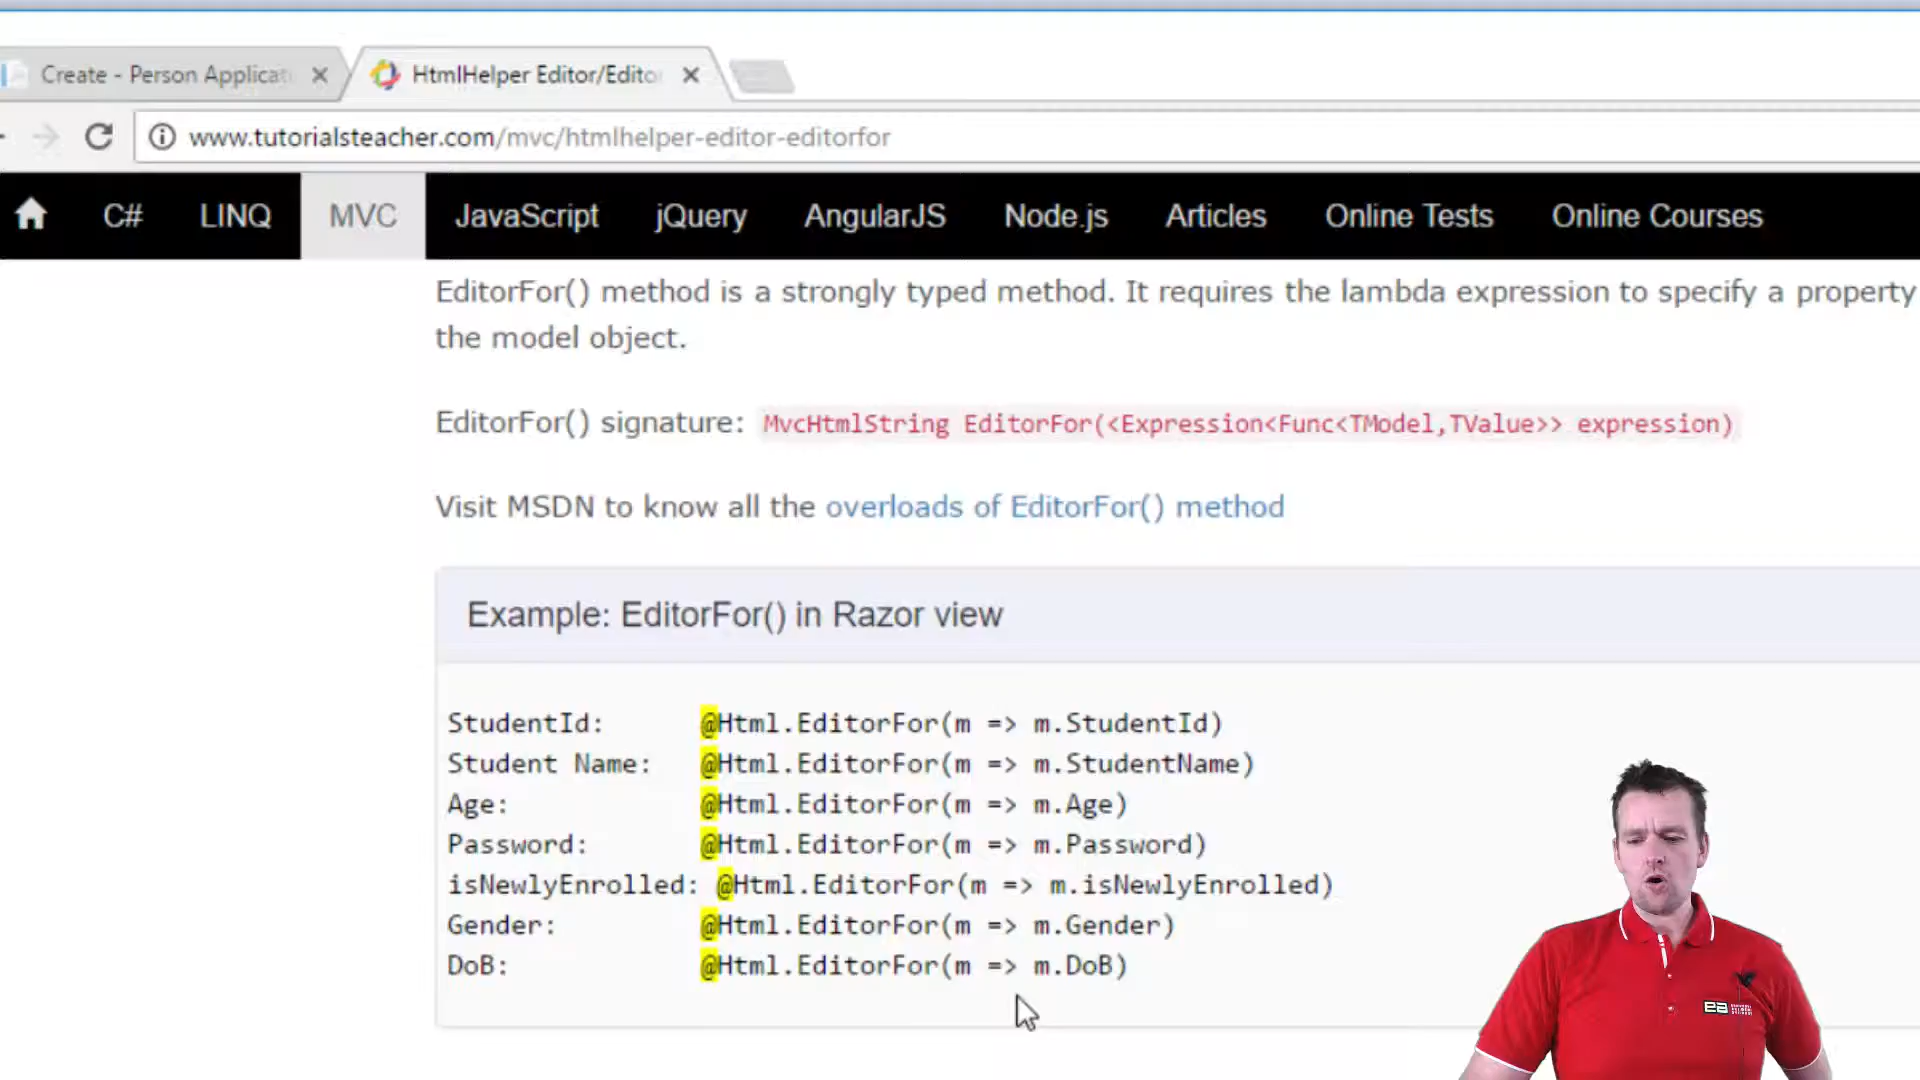 Create - Person Applicat
HtmlHelper Editor/Edito
www.tutorialsteacher.com/mvc/htmlhelper-editor-editorfor
C# LINQ MVC JavaScript jQuery AngularJS Node.js Articles Online Tests Online Courses
EditorFor() method is a strongly typed method. It requires the lambda expression to specify a property
the model object.
EditorFor() signature: MvcHtmlString EditorFor(<Expression<Func<TModel,TValue>> expression)
Visit MSDN to know all the overloads of EditorFor() method
Example: EditorFor() in Razor view
StudentId: @Html.EditorFor(m => m.StudentId)
Student Name: @Html.EditorFor(m => m.StudentName)
Age: @Html.EditorFor(m => m.Age)
Password: @Html.EditorFor(m => m.Password)
isNewlyEnrolled: @Html.EditorFor(m => m.isNewlyEnrolled)
Gender: @Html.EditorFor(m => m.Gender)
DoB: @Html.EditorFor(m => m.DoB)